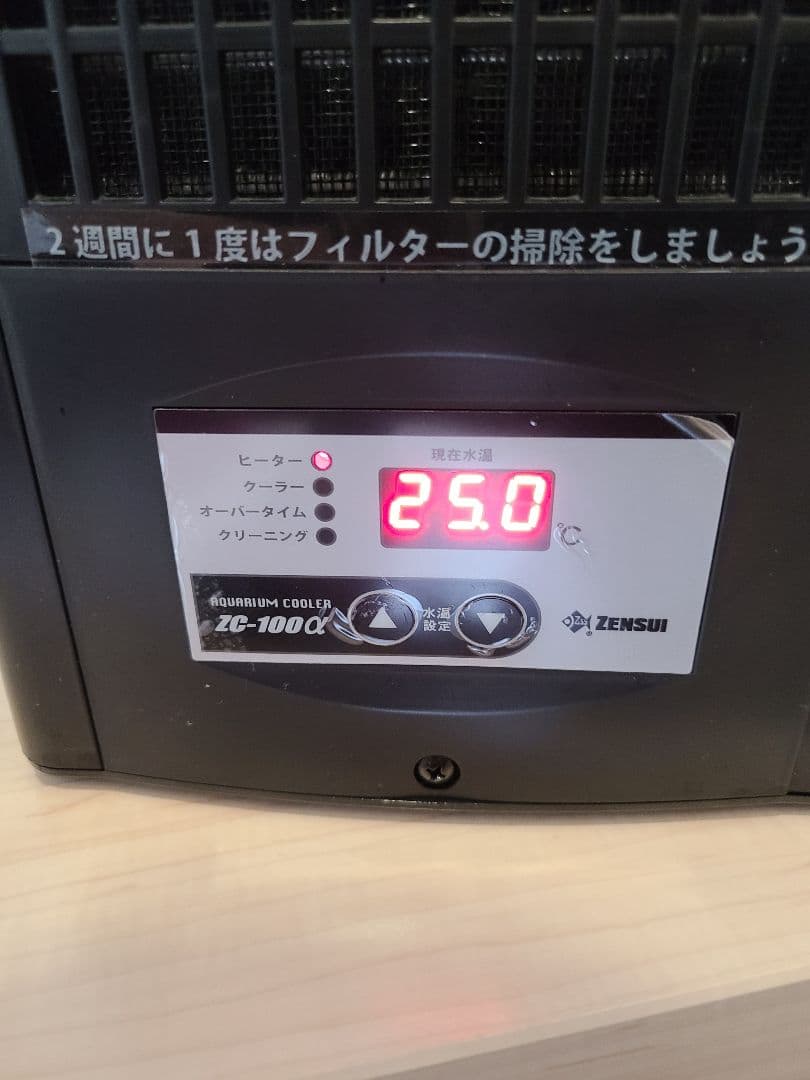 2週間に1度はフィルターの掃除をしましょう
ヒーター
現在水温
クーラー
オーバータイム
クリーニング
25.0
℃
AQUARIUM COOLER
ZC-100α
▲
水温
設定
▼
ZENSUI